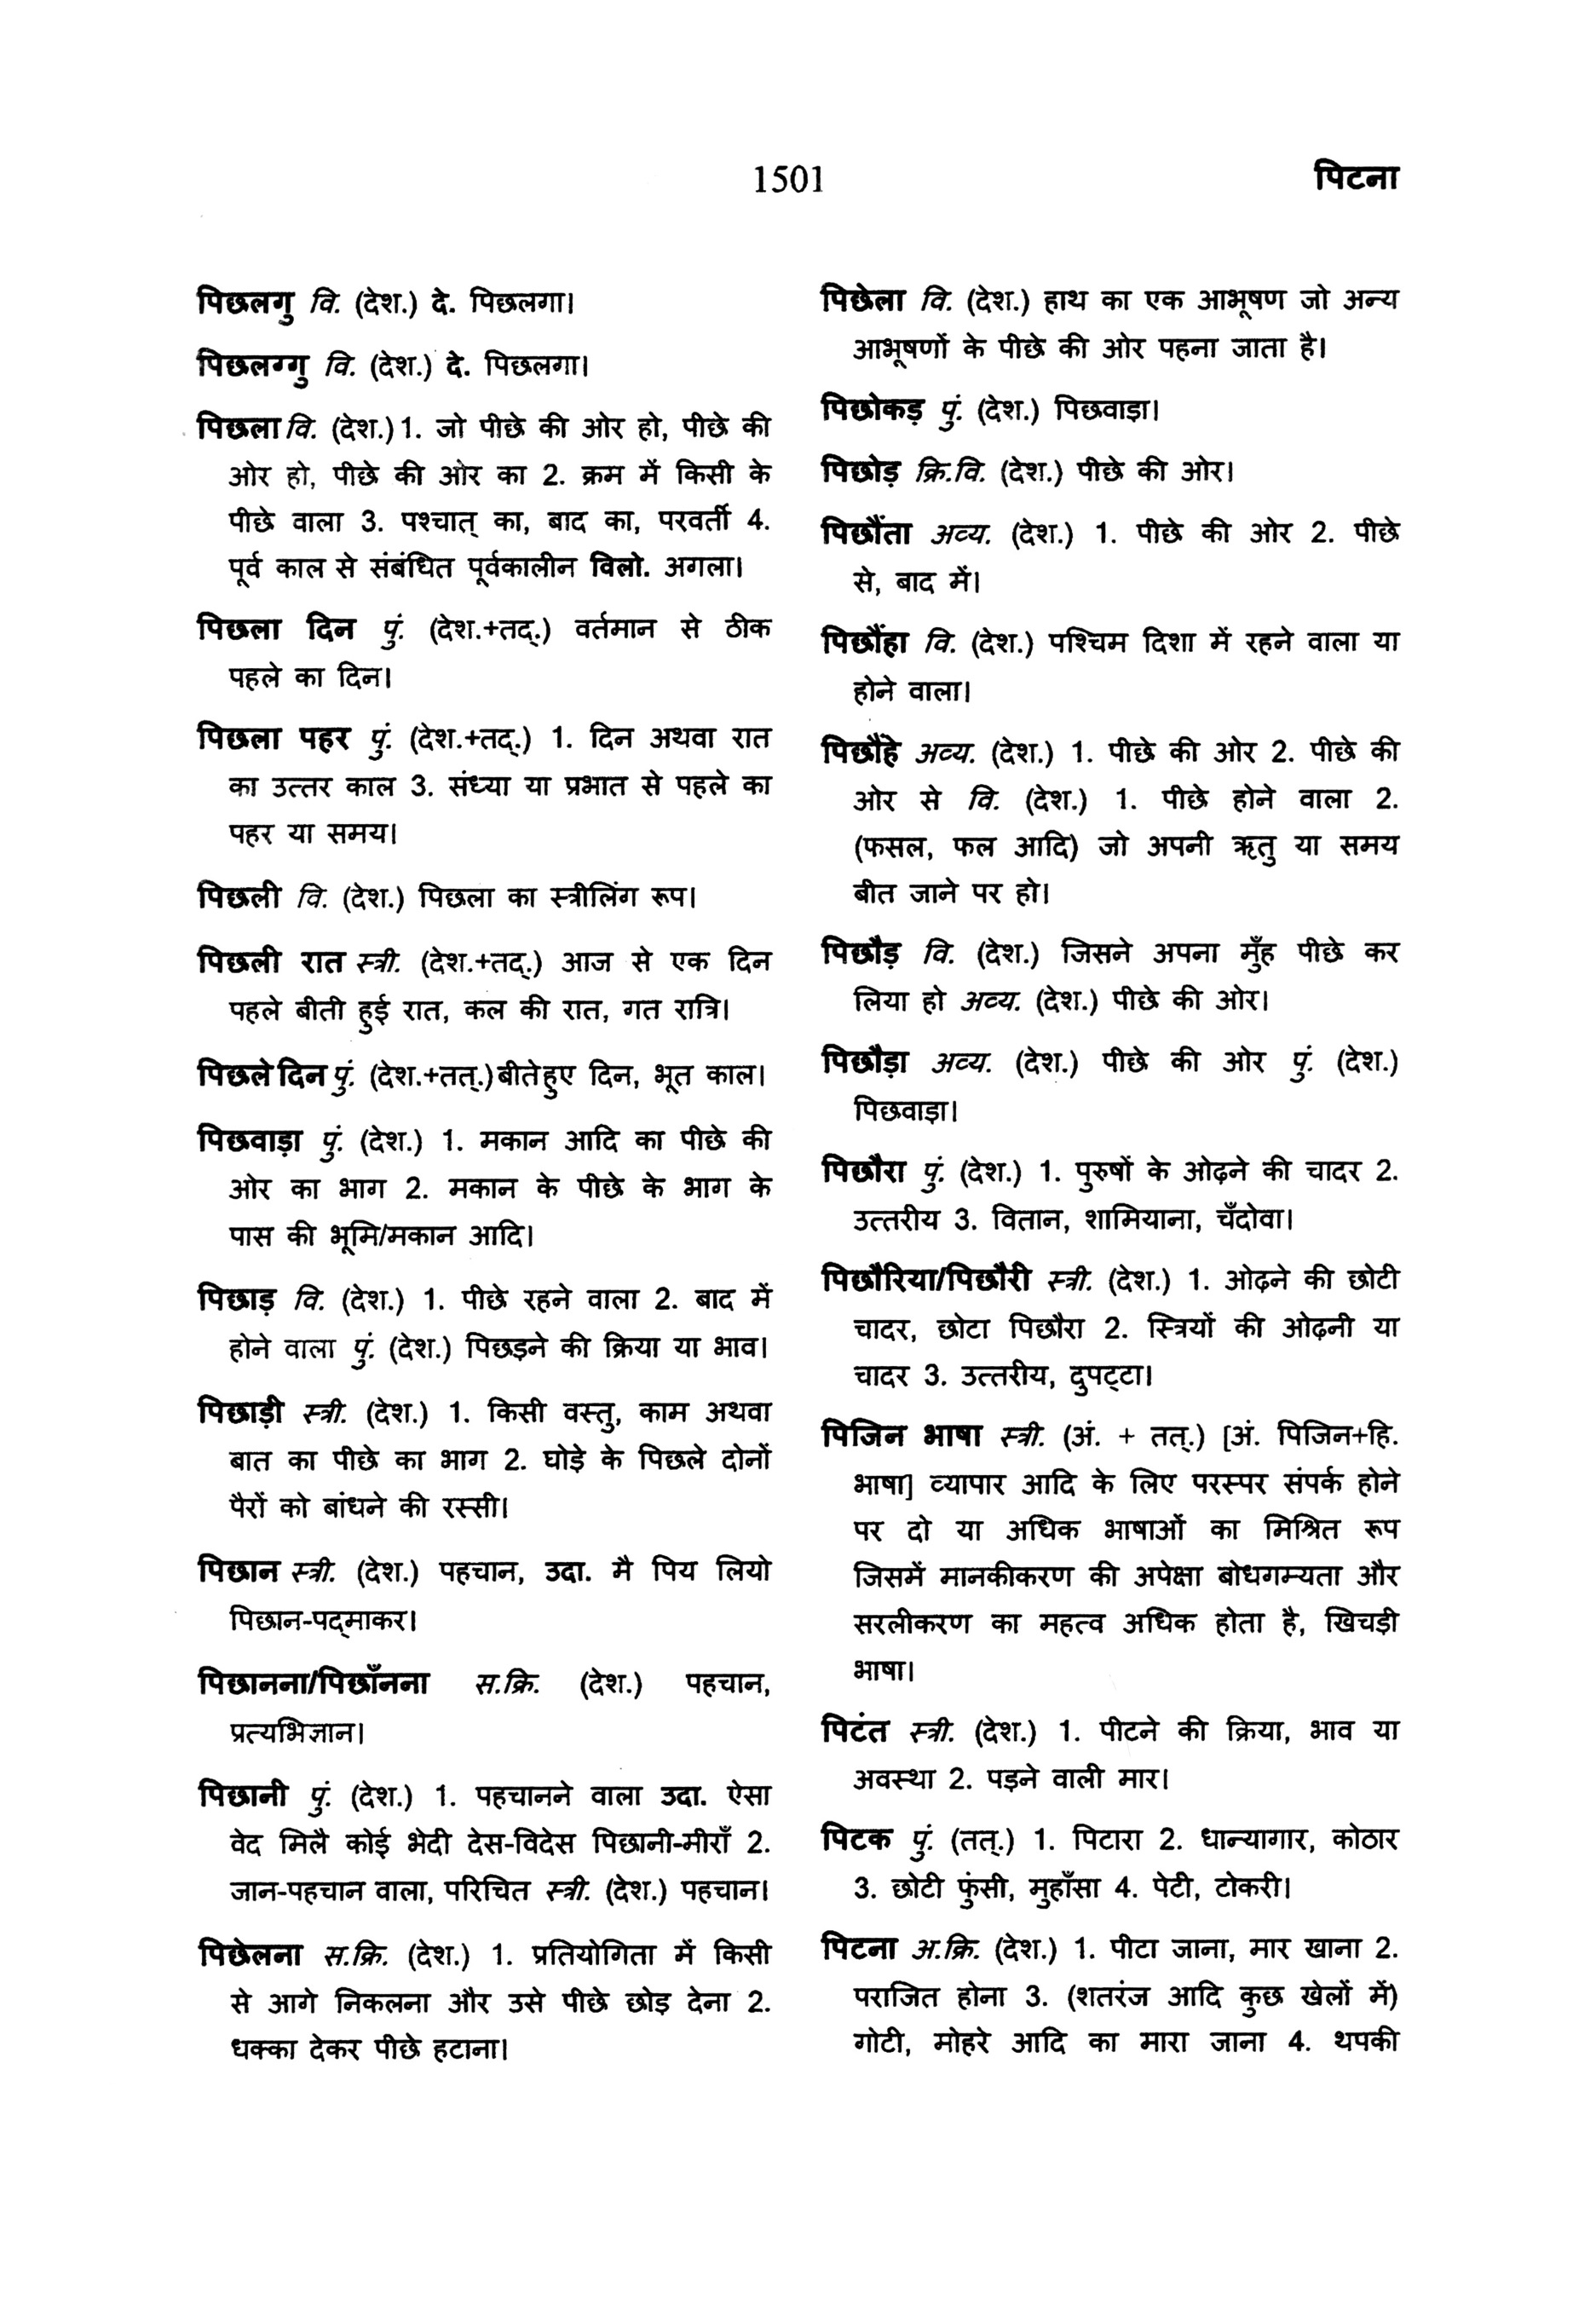 1501
पिटना
पिछलगु वि. (देश.) दे. पिछलगा।
पिछलग्गु वि. (देश.) दे. पिछलगा।
पिछला वि. (देश.) 1. जो पीछे की ओर हो, पीछे की
ओर हो, पीछे की ओर का 2. क्रम में किसी के
पीछे वाला 3. पश्चात् का, बाद का, परवर्ती 4.
पूर्व काल से संबंधित पूर्वकालीन विलो. अगला।
पिछला दिन पुं. (देश.+तद्.) वर्तमान से ठीक
पहले का दिन।
पिछला पहर पुं. (देश.+तद्.) 1. दिन अथवा रात
का उत्तर काल 3. संध्या या प्रभात से पहले का
पहर या समय।
पिछली वि. (देश.) पिछला का स्त्रीलिंग रूप।
पिछली रात स्त्री. (देश.+तद्.) आज से एक दिन
पहले बीती हुई रात, कल की रात, गत रात्रि।
पिछले दिन पुं. (देश.+तत्.) बीते हुए दिन, भूत काल।
पिछवाड़ा पुं. (देश.) 1. मकान आदि का पीछे की
ओर का भाग 2. मकान के पीछे के भाग के
पास की भूमि/मकान आदि।
पिछाड़ वि. (देश.) 1. पीछे रहने वाला 2. बाद में
होने वाला पुं. (देश.) पिछड़ने की क्रिया या भाव।
पिछाड़ी स्त्री. (देश.) 1. किसी वस्तु, काम अथवा
बात का पीछे का भाग 2. घोड़े के पिछले दोनों
पैरों को बांधने की रस्सी।
पिछान स्त्री. (देश.) पहचान, उदा. मै पिय लियो
पिछान-पद्माकर।
पिछानना/पिछाँनना स.क्रि. (देश.) पहचान,
प्रत्यभिज्ञान।
पिछानी पुं. (देश.) 1. पहचानने वाला उदा. ऐसा
वेद मिलै कोई भेदी देस-विदेस पिछानी-मीराँ 2.
जान-पहचान वाला, परिचित स्त्री. (देश.) पहचान।
पिछेलना स.क्रि. (देश.) 1. प्रतियोगिता में किसी
से आगे निकलना और उसे पीछे छोड़ देना 2.
धक्का देकर पीछे हटाना।
पिछेला वि. (देश.) हाथ का एक आभूषण जो अन्य
आभूषणों के पीछे की ओर पहना जाता है।
पिछोकड़ पुं. (देश.) पिछवाड़ा।
पिछोड़ क्रि.वि. (देश.) पीछे की ओर।
पिछौंता अव्य. (देश.) 1. पीछे की ओर 2. पीछे
से, बाद में।
पिछौंहा वि. (देश.) पश्चिम दिशा में रहने वाला या
होने वाला।
पिछौंहे अव्य. (देश.) 1. पीछे की ओर 2. पीछे की
ओर से वि. (देश.) 1. पीछे होने वाला 2.
(फसल, फल आदि) जो अपनी ऋतु या समय
बीत जाने पर हो।
पिछौड़ वि. (देश.) जिसने अपना मुँह पीछे कर
लिया हो अव्य. (देश.) पीछे की ओर।
पिछौड़ा अव्य. (देश.) पीछे की ओर पुं. (देश.)
पिछवाड़ा।
पिछौरा पुं. (देश.) 1. पुरुषों के ओढ़ने की चादर 2.
उत्तरीय 3. वितान, शामियाना, चँदोवा।
पिछौरिया/पिछौरी स्त्री. (देश.) 1. ओढ़ने की छोटी
चादर, छोटा पिछौरा 2. स्त्रियों की ओढ़नी या
चादर 3. उत्तरीय, दुपट्टा।
पिजिन भाषा स्त्री. (अं. + तत्.) [अं. पिजिन+हि.
भाषा] व्यापार आदि के लिए परस्पर संपर्क होने
पर दो या अधिक भाषाओं का मिश्रित रूप
जिसमें मानकीकरण की अपेक्षा बोधगम्यता और
सरलीकरण का महत्व अधिक होता है, खिचड़ी
भाषा।
पिटंत स्त्री. (देश.) 1. पीटने की क्रिया, भाव या
अवस्था 2. पड़ने वाली मार।
पिटक पुं. (तत्.) 1. पिटारा 2. धान्यागार, कोठार
3. छोटी फुंसी, मुहाँसा 4. पेटी, टोकरी।
पिटना अ.क्रि. (देश.) 1. पीटा जाना, मार खाना 2.
पराजित होना 3. (शतरंज आदि कुछ खेलों में)
गोटी, मोहरे आदि का मारा जाना 4. थपकी